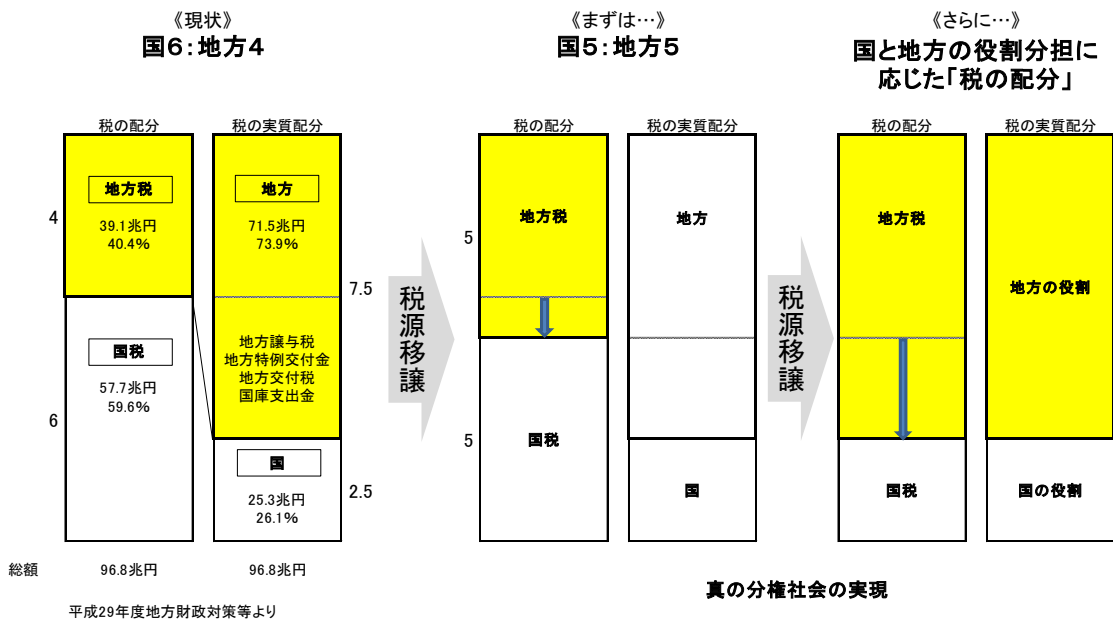 《現状》
国6:地方4
税の配分
税の実質配分
4
6
地方税
39.1兆円
40.4%
国税
57.7兆円
59.6%
地方
71.5兆円
73.9%
地方譲与税
地方特例交付金
地方交付税
国庫支出金
国
25.3兆円
26.1%
7.5
2.5
総額
96.8兆円
96.8兆円
平成29年度地方財政対策等より
税源移譲
《まずは…》
国5:地方5
税の配分
税の実質配分
5
5
地方税
国税
地方
国
税源移譲
《さらに…》
国と地方の役割分担に
応じた「税の配分」
税の配分
税の実質配分
地方税
国税
地方の役割
国の役割
真の分権社会の実現